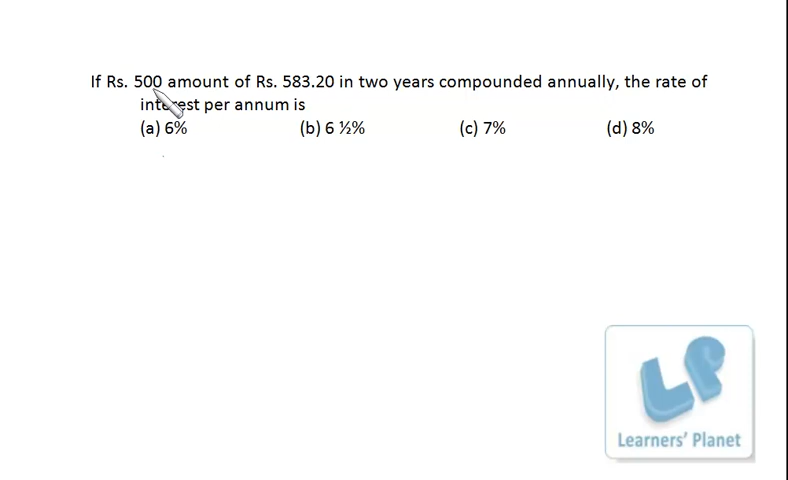 If Rs. 500 amount of Rs. 583.20 in two years compounded annually, the rate of
interest per annum is
(a) 6% (b) 6 ½% (c) 7% (d) 8%
LP
Learners' Planet